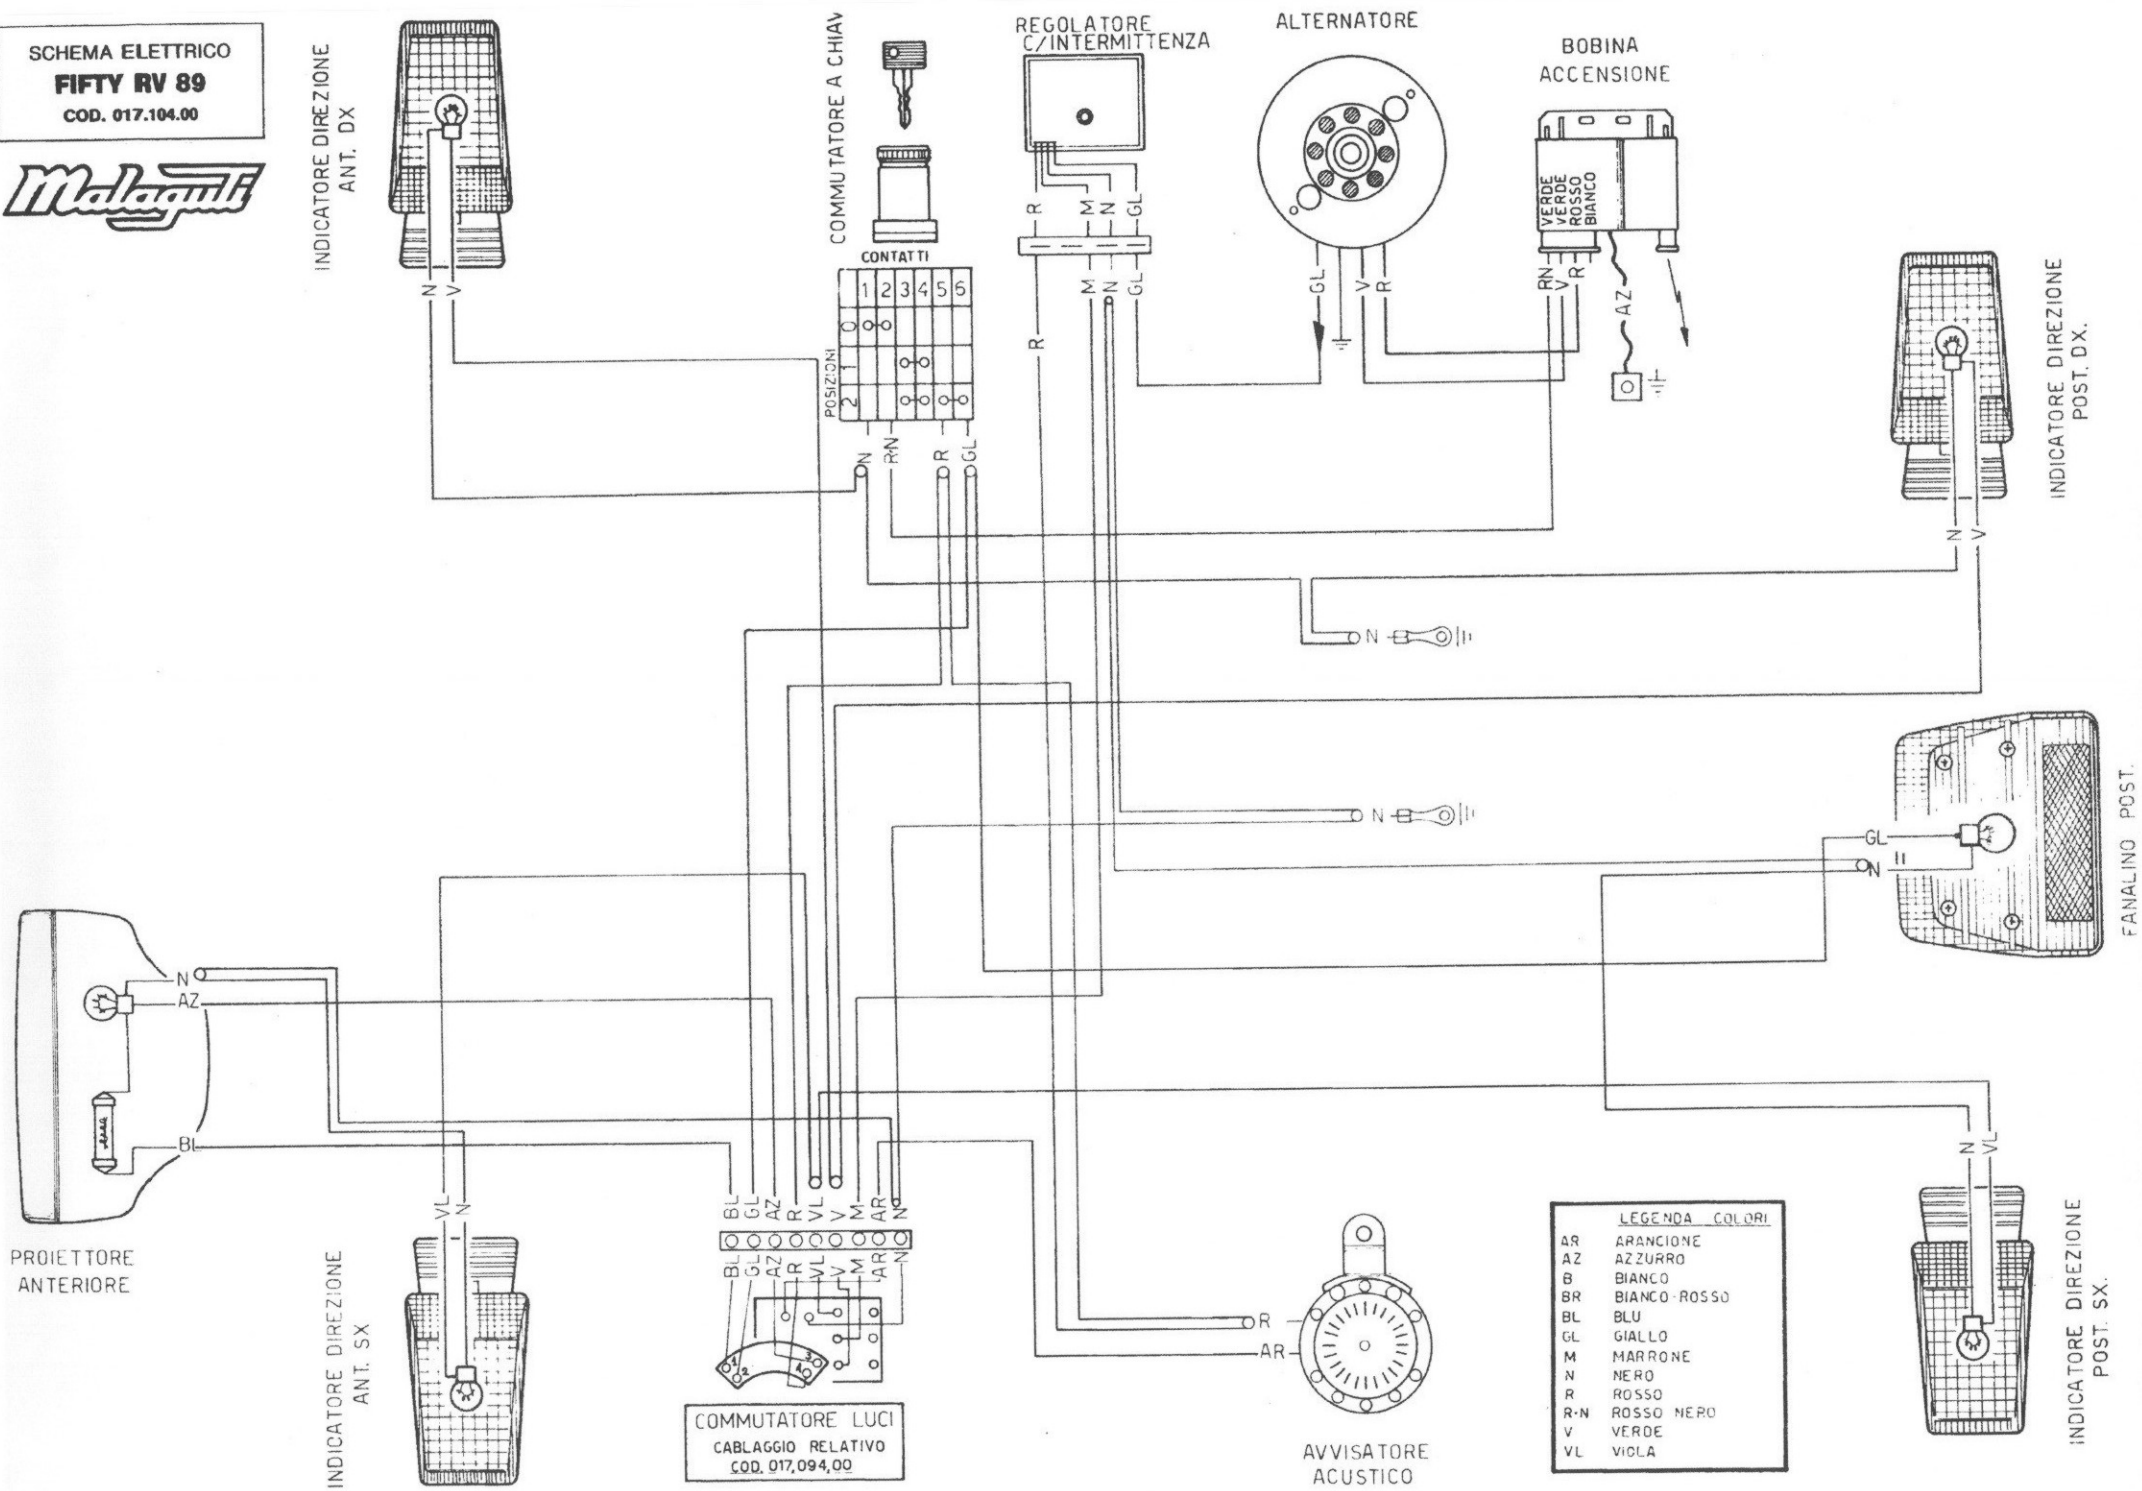 SCHEMA ELETTRICO
FIFTY RV 89
COD. 017.104.00
Malaguti
INDICATORE DIREZIONE
ANT. DX
N
V
COMMUTATORE A CHIAV
CONTATTI
1 2 3 4 5 6
POSIZIONI
0
1
2
N
R-N
R
GL
REGOLATORE
C/INTERMITTENZA
R
M
N
GL
M
N
GL
R
ALTERNATORE
GL
V
R
BOBINA
ACCENSIONE
VERDE
VERDE
ROSSO
BIANCO
RN
V
R
AZ
INDICATORE DIREZIONE
POST. DX.
N
V
N
N
GL
N
FANALINO POST.
N
AZ
BL
PROIETTORE
ANTERIORE
VL
N
INDICATORE DIREZIONE
ANT. SX
BL GL AZ R VL V M AR N
BL GL AZ R VL V M AR N
1
2
3
4
COMMUTATORE LUCI
CABLAGGIO RELATIVO
COD. 017,094,00
R
AR
AVVISATORE
ACUSTICO
LEGENDA COLORI
AR ARANCIONE
AZ AZZURRO
B BIANCO
BR BIANCO-ROSSO
BL BLU
GL GIALLO
M MARRONE
N NERO
R ROSSO
R-N ROSSO NERO
V VERDE
VL VIOLA
N
VL
INDICATORE DIREZIONE
POST. SX.